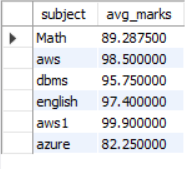 subject avg_marks
Math 89.287500
aws 98.500000
dbms 95.750000
english 97.400000
aws1 99.900000
azure 82.250000